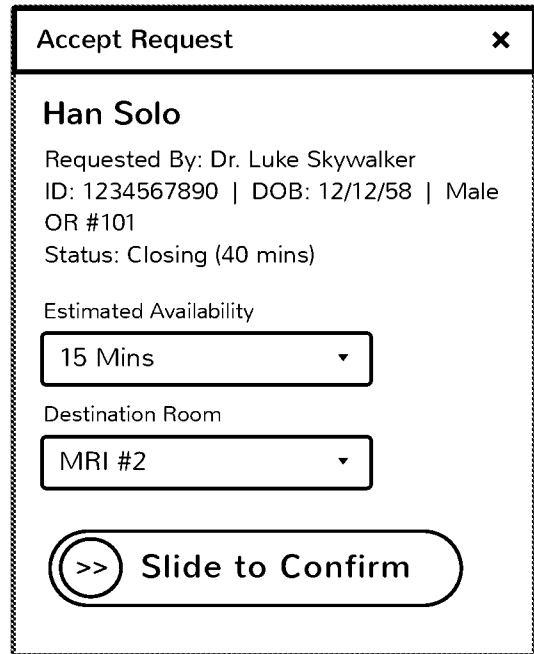 Accept Request ×
Han Solo
Requested By: Dr. Luke Skywalker
ID: 1234567890 | DOB: 12/12/58 | Male
OR #101
Status: Closing (40 mins)
Estimated Availability
15 Mins
Destination Room
MRI #2
>> Slide to Confirm